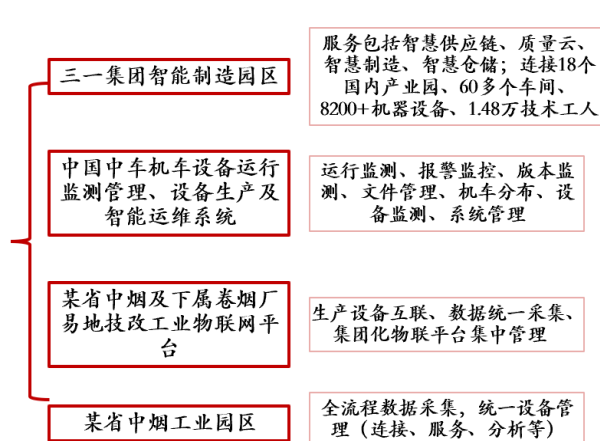 三一集团智能制造园区
服务包括智慧供应链、质量云、
智慧制造、智慧仓储；连接18个
国内产业园、60多个车间、
8200+机器设备、1.48万技术工人
中国中车机车设备运行
监测管理、设备生产及
智能运维系统
运行监测、报警监控、版本监
测、文件管理、机车分布、设
备监测、系统管理
某省中烟及下属卷烟厂
易地技改工业物联网平
台
生产设备互联、数据统一采集、
集团化物联平台集中管理
某省中烟工业园区
全流程数据采集，统一设备管
理（连接、服务、分析等）